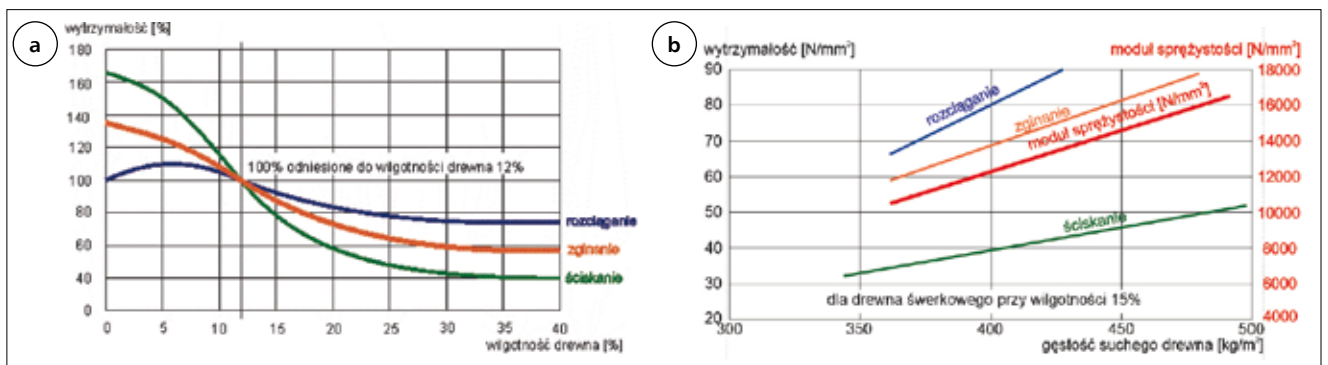 a
wytrzymałość [%]
180
160
140
120
100
80
60
40
20
0
100% odniesione do wilgotności drewna 12%
rozciąganie
zginanie
ściskanie
0 5 10 15 20 25 30 35 40
wilgotność drewna [%]
b
wytrzymałość [N/mm²]
moduł sprężystości [N/mm²]
90
80
70
60
50
40
30
20
18000
16000
14000
12000
10000
8000
6000
4000
rozciąganie
zginanie
moduł sprężystości [N/mm²]
ściskanie
dla drewna świerkowego przy wilgotności 15%
300 350 400 450 500
gęstość suchego drewna [kg/m³]